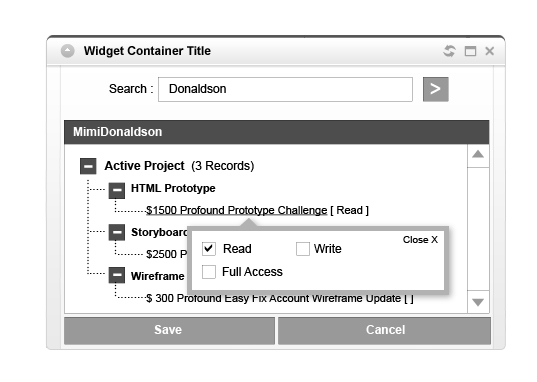 Widget Container Title
Search : Donaldson >
MimiDonaldson
Active Project (3 Records)
HTML Prototype
$1500 Profound Prototype Challenge [ Read ]
Close X
Read Write
Storyboard
$2500 P
Full Access
Wireframe
$ 300 Profound Easy Fix Account Wireframe Update [ ]
Save Cancel